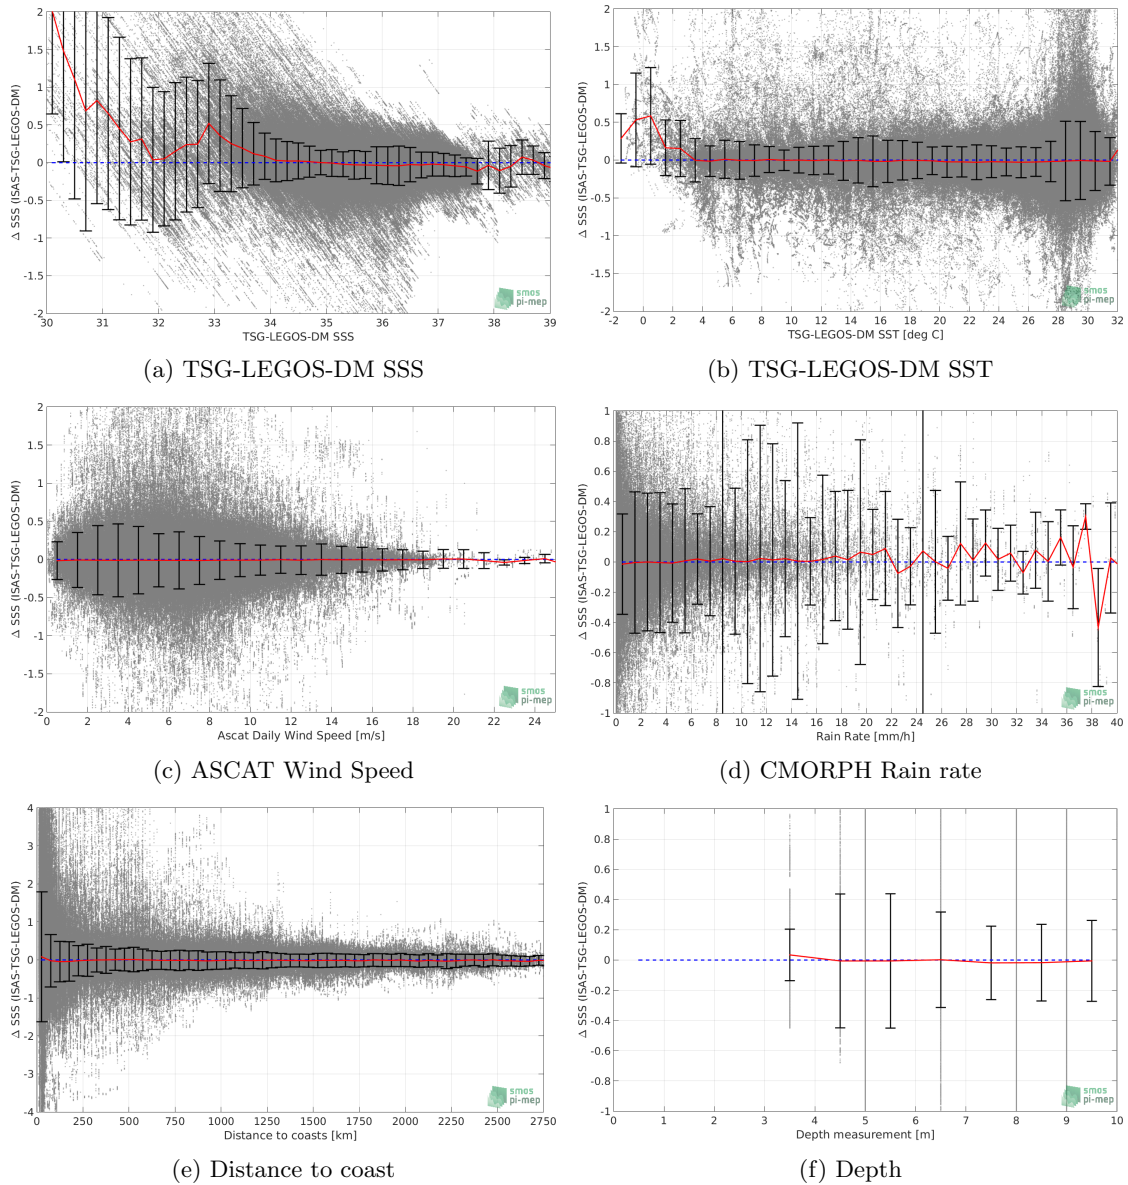 2
1.5
1
0.5
0
-0.5
-1
-1.5
-2
Δ SSS (ISAS-TSG-LEGOS-DM)
30 31 32 33 34 35 36 37 38 39
TSG-LEGOS-DM SSS
smos
pi-mep
(a) TSG-LEGOS-DM SSS
2
1.5
1
0.5
0
-0.5
-1
-1.5
-2
Δ SSS (ISAS-TSG-LEGOS-DM)
-2 0 2 4 6 8 10 12 14 16 18 20 22 24 26 28 30 32
TSG-LEGOS-DM SST [deg C]
smos
pi-mep
(b) TSG-LEGOS-DM SST
2
1.5
1
0.5
0
-0.5
-1
-1.5
-2
Δ SSS (ISAS-TSG-LEGOS-DM)
0 2 4 6 8 10 12 14 16 18 20 22 24
Ascat Daily Wind Speed [m/s]
smos
pi-mep
(c) ASCAT Wind Speed
1
0.8
0.6
0.4
0.2
0
-0.2
-0.4
-0.6
-0.8
-1
Δ SSS (ISAS-TSG-LEGOS-DM)
0 2 4 6 8 10 12 14 16 18 20 22 24 26 28 30 32 34 36 38 40
Rain Rate [mm/h]
smos
pi-mep
(d) CMORPH Rain rate
4
3
2
1
0
-1
-2
-3
-4
Δ SSS (ISAS-TSG-LEGOS-DM)
0 250 500 750 1000 1250 1500 1750 2000 2250 2500 2750
Distance to coasts [km]
smos
pi-mep
(e) Distance to coast
1
0.8
0.6
0.4
0.2
0
-0.2
-0.4
-0.6
-0.8
-1
Δ SSS (ISAS-TSG-LEGOS-DM)
0 1 2 3 4 5 6 7 8 9 10
Depth measurement [m]
smos
pi-mep
(f) Depth